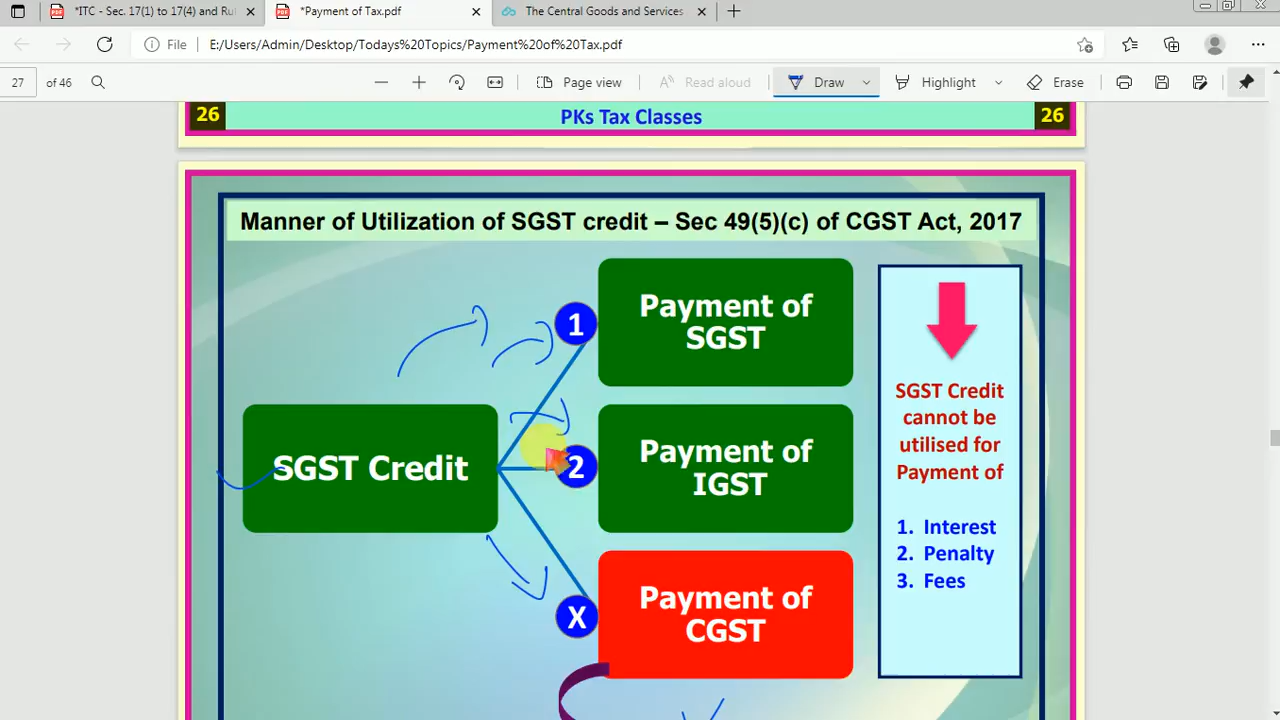 *ITC - Sec. 17(1) to 17(4) and Rul
*Payment of Tax.pdf
The Central Goods and Services
File
E:/Users/Admin/Desktop/Todays%20Topics/Payment%20of%20Tax.pdf
27 of 46
Page view
Read aloud
Draw
Highlight
Erase
26
PKs Tax Classes
26
Manner of Utilization of SGST credit – Sec 49(5)(c) of CGST Act, 2017
SGST Credit
1
Payment of
SGST
2
Payment of
IGST
X
Payment of
CGST
SGST Credit
cannot be
utilised for
Payment of
1. Interest
2. Penalty
3. Fees